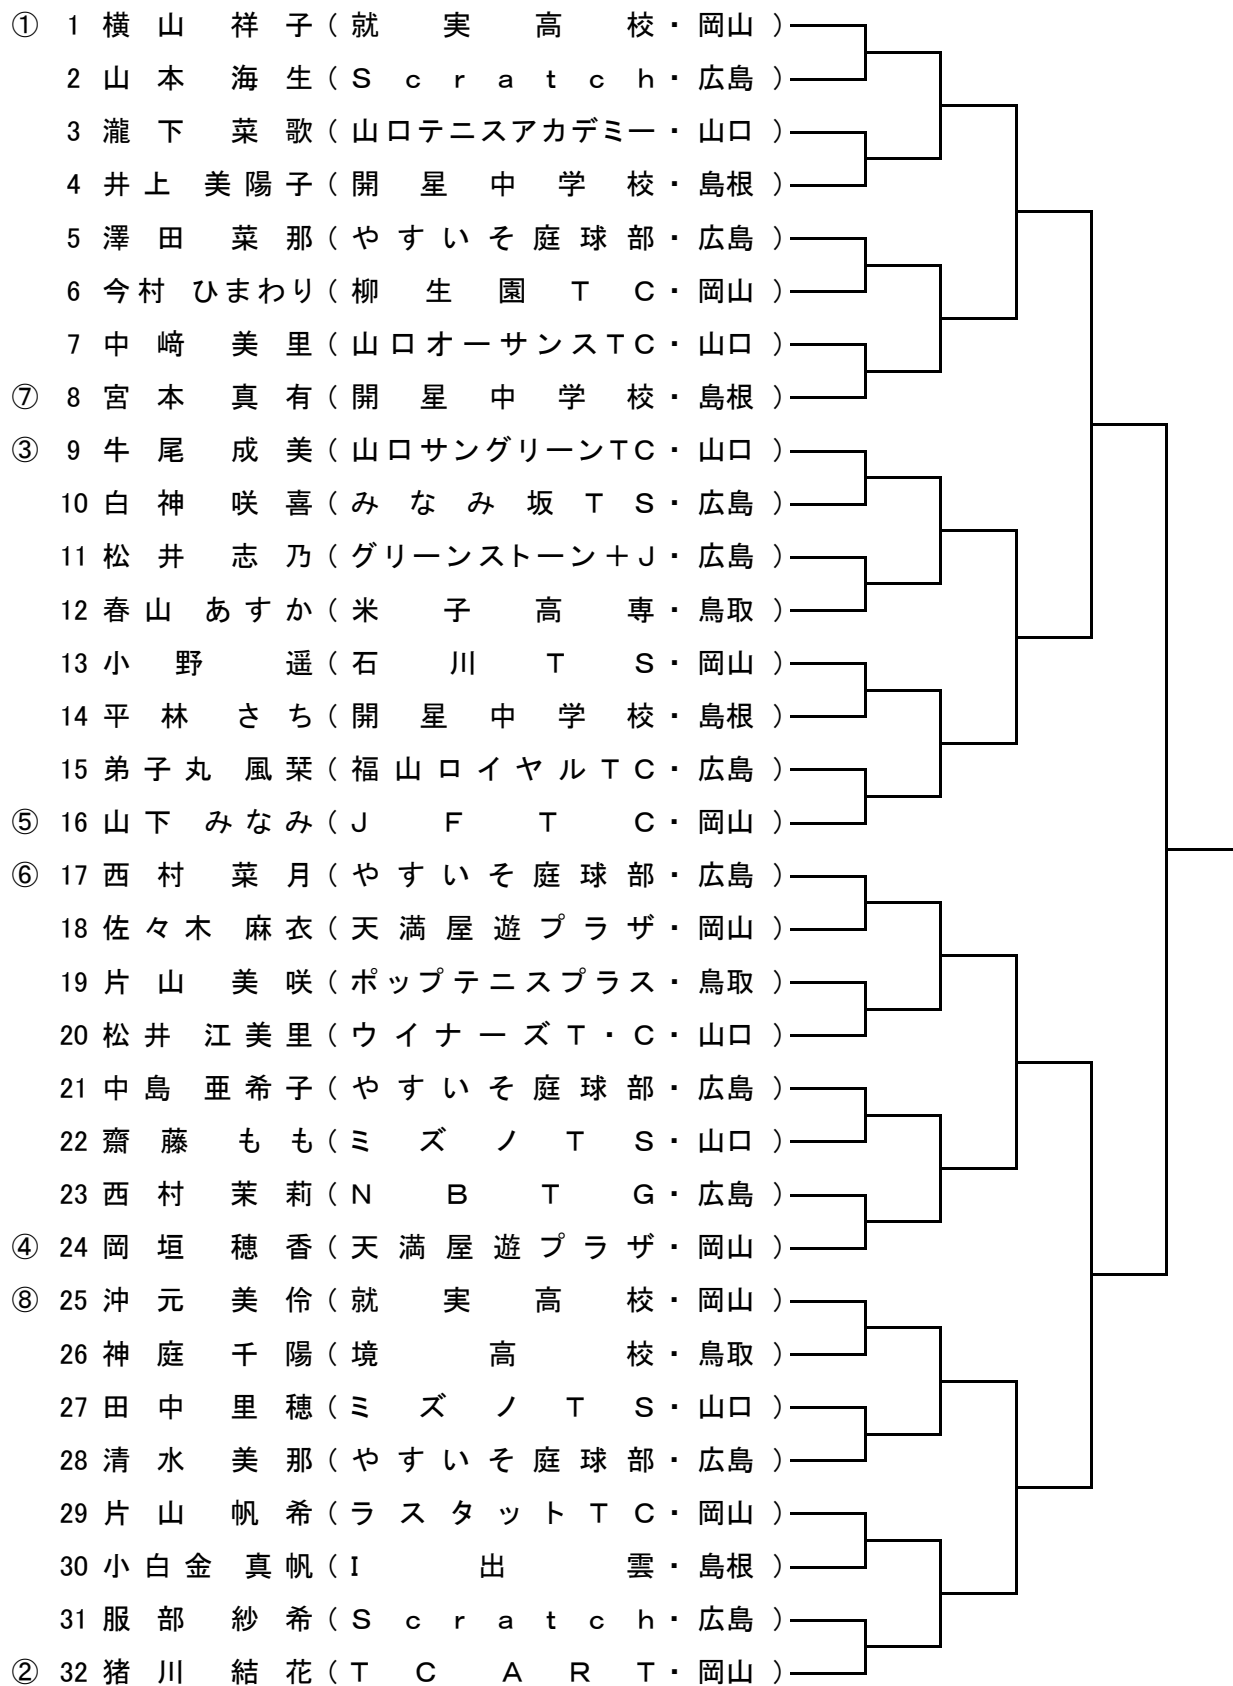 ① 1 横山 祥子(就実高校・岡山)
2 山本 海生(Scratch・広島)
3 瀧下 菜歌(山口テニスアカデミー・山口)
4 井上 美陽子(開星中学校・島根)
5 澤田 菜那(やすいそ庭球部・広島)
6 今村 ひまわり(柳生園TC・岡山)
7 中﨑 美里(山口オーサンスTC・山口)
⑦ 8 宮本 真有(開星中学校・島根)
③ 9 牛尾 成美(山口サングリーンTC・山口)
10 白神 咲喜(みなみ坂TS・広島)
11 松井 志乃(グリーンストーン+J・広島)
12 春山 あすか(米子高専・鳥取)
13 小野 遥(石川TS・岡山)
14 平林 さち(開星中学校・島根)
15 弟子丸 風栞(福山ロイヤルTC・広島)
⑤ 16 山下 みなみ(JFTC・岡山)
⑥ 17 西村 菜月(やすいそ庭球部・広島)
18 佐々木 麻衣(天満屋遊プラザ・岡山)
19 片山 美咲(ポップテニスプラス・鳥取)
20 松井 江美里(ウイナーズT・C・山口)
21 中島 亜希子(やすいそ庭球部・広島)
22 齋藤 もも(ミズノTS・山口)
23 西村 茉莉(NBTG・広島)
④ 24 岡垣 穂香(天満屋遊プラザ・岡山)
⑧ 25 沖元 美伶(就実高校・岡山)
26 神庭 千陽(境高校・鳥取)
27 田中 里穂(ミズノTS・山口)
28 清水 美那(やすいそ庭球部・広島)
29 片山 帆希(ラスタットTC・岡山)
30 小白金 真帆(I出雲・島根)
31 服部 紗希(Scratch・広島)
② 32 猪川 結花(TCART・岡山)